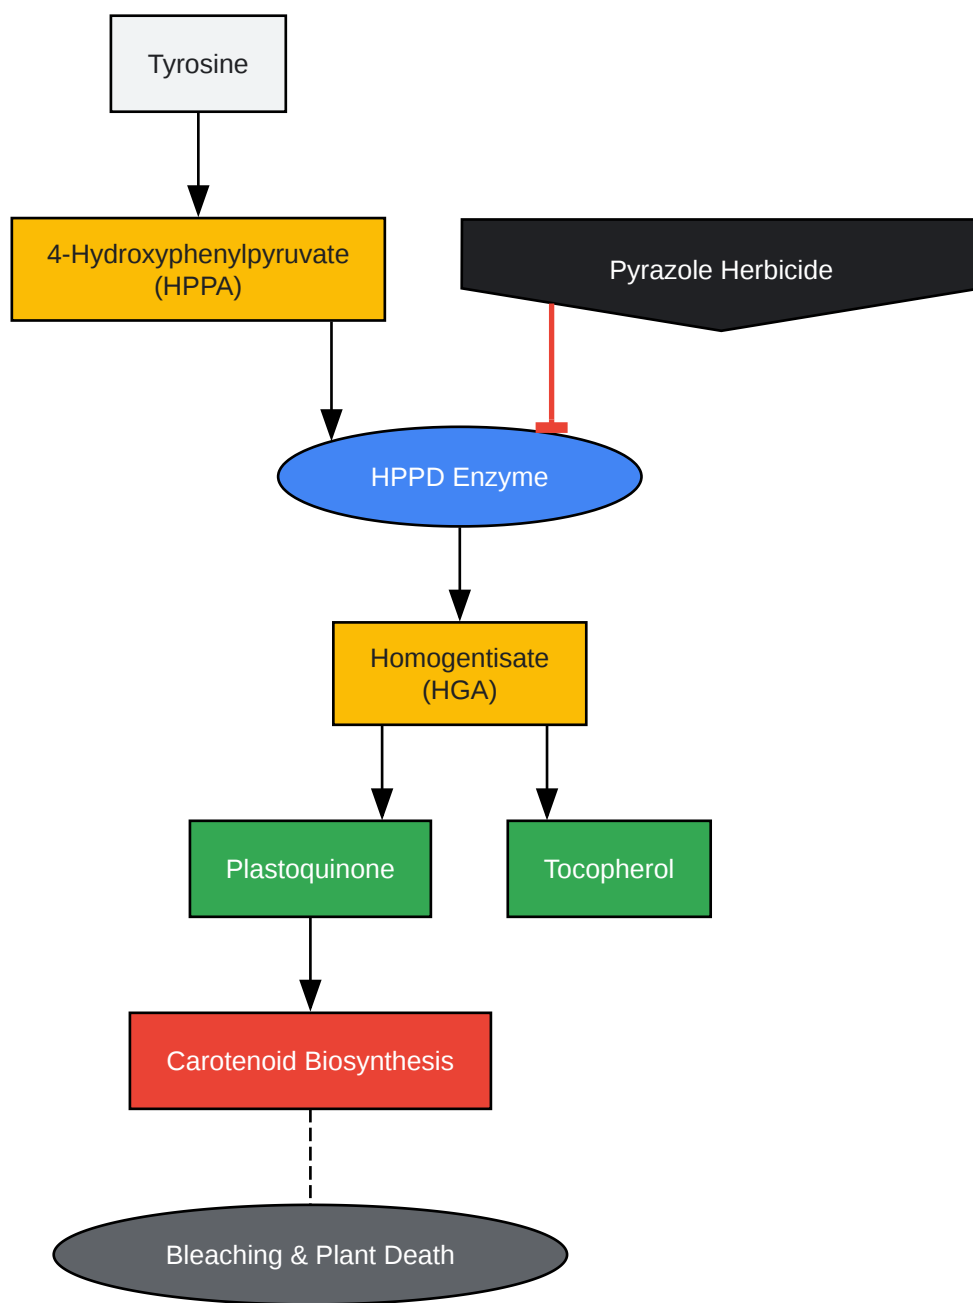 Tyrosine
4-Hydroxyphenylpyruvate
(HPPA)
Pyrazole Herbicide
HPPD Enzyme
Homogentisate
(HGA)
Plastoquinone
Tocopherol
Carotenoid Biosynthesis
Bleaching & Plant Death